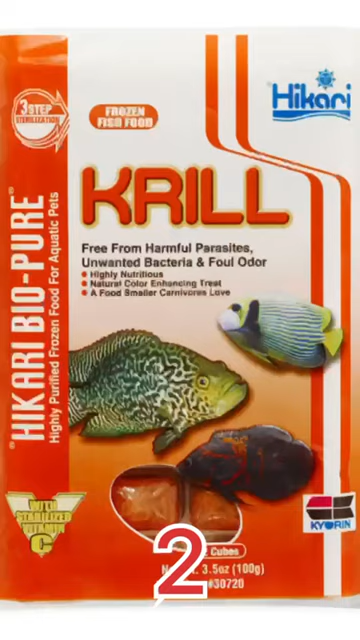 3 STEP
STERILIZATION
FROZEN
FISH FOOD
Hikari
KRILL
Free From Harmful Parasites,
Unwanted Bacteria & Foul Odor
Highly Nutritious
Natural Color Enhancing Treat
A Food Smaller Carnivores Love
HIKARI BIO-PURE
Highly Purified Frozen Food For Aquatic Pets
WITH
STABILIZED
VITAMIN
C
KYORIN
Cubes
3.5oz (100g)
#30720
2